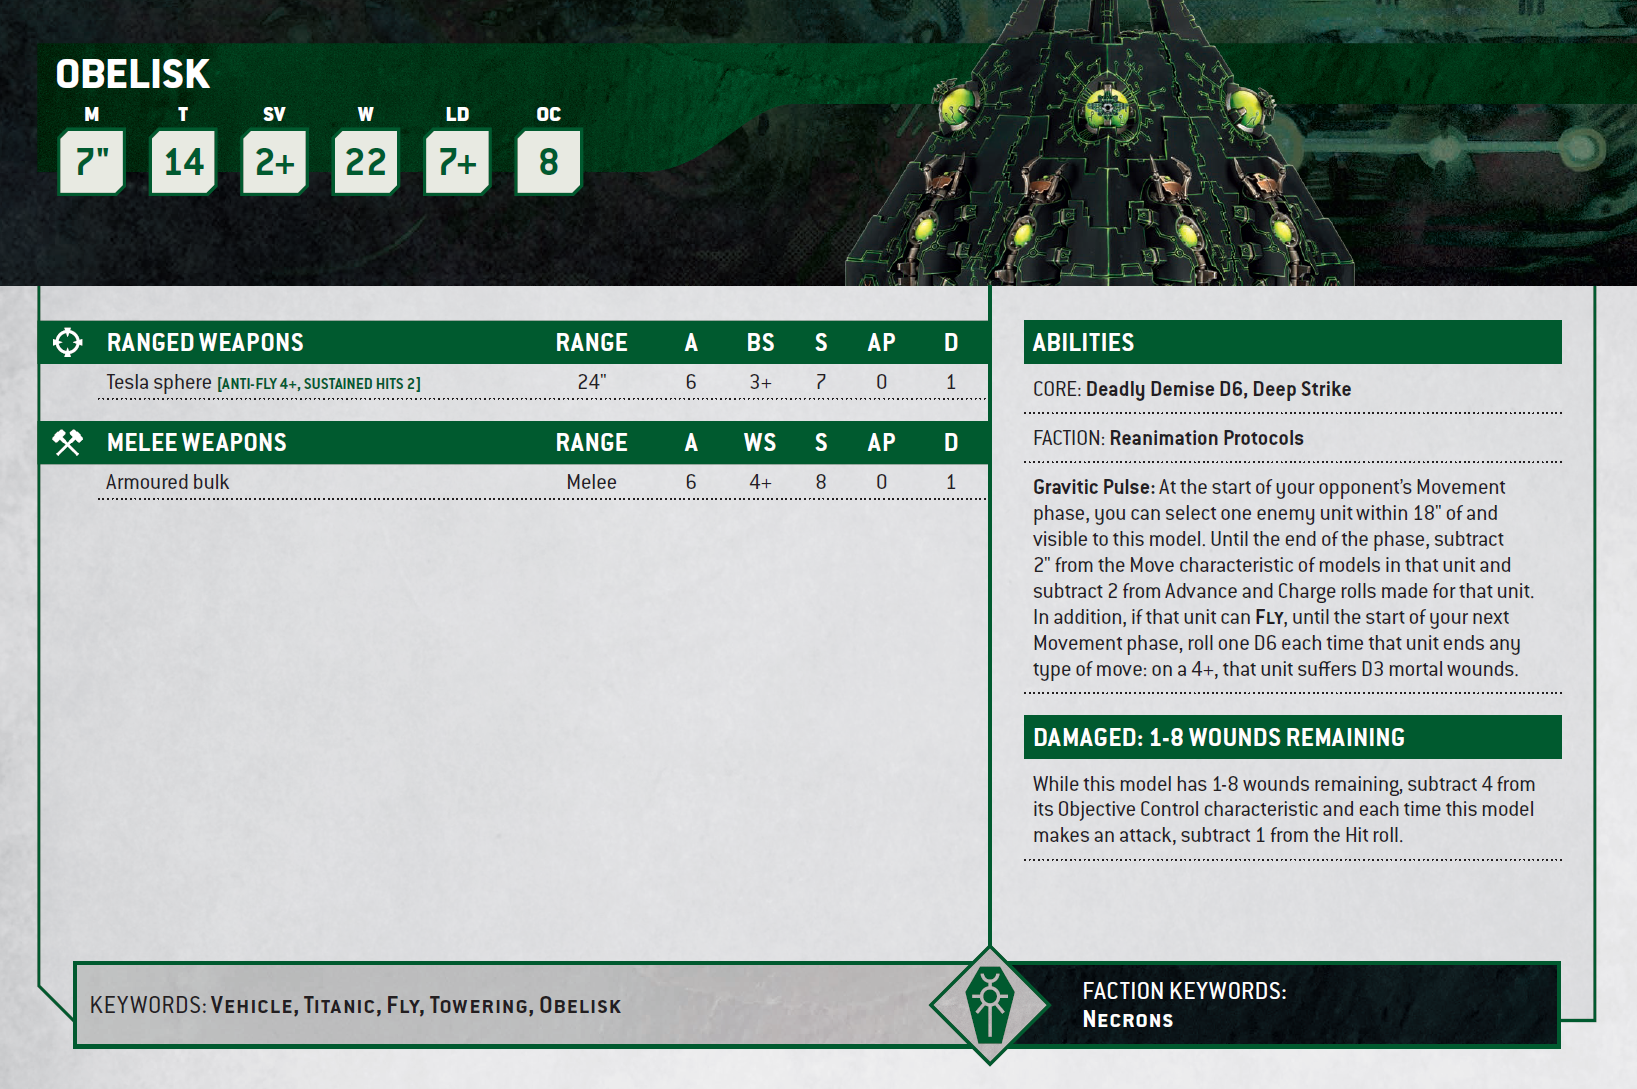 OBELISK
M T SV W LD OC
7" 14 2+ 22 7+ 8
RANGED WEAPONS RANGE A BS S AP D
Tesla sphere [ANTI-FLY 4+, SUSTAINED HITS 2] 24" 6 3+ 7 0 1
MELEE WEAPONS RANGE A WS S AP D
Armoured bulk Melee 6 4+ 8 0 1
ABILITIES
CORE: Deadly Demise D6, Deep Strike
FACTION: Reanimation Protocols
Gravitic Pulse: At the start of your opponent's Movement
phase, you can select one enemy unit within 18" of and
visible to this model. Until the end of the phase, subtract
2" from the Move characteristic of models in that unit and
subtract 2 from Advance and Charge rolls made for that unit.
In addition, if that unit can FLY, until the start of your next
Movement phase, roll one D6 each time that unit ends any
type of move: on a 4+, that unit suffers D3 mortal wounds.
DAMAGED: 1-8 WOUNDS REMAINING
While this model has 1-8 wounds remaining, subtract 4 from
its Objective Control characteristic and each time this model
makes an attack, subtract 1 from the Hit roll.
KEYWORDS: VEHICLE, TITANIC, FLY, TOWERING, OBELISK
FACTION KEYWORDS:
NECRONS